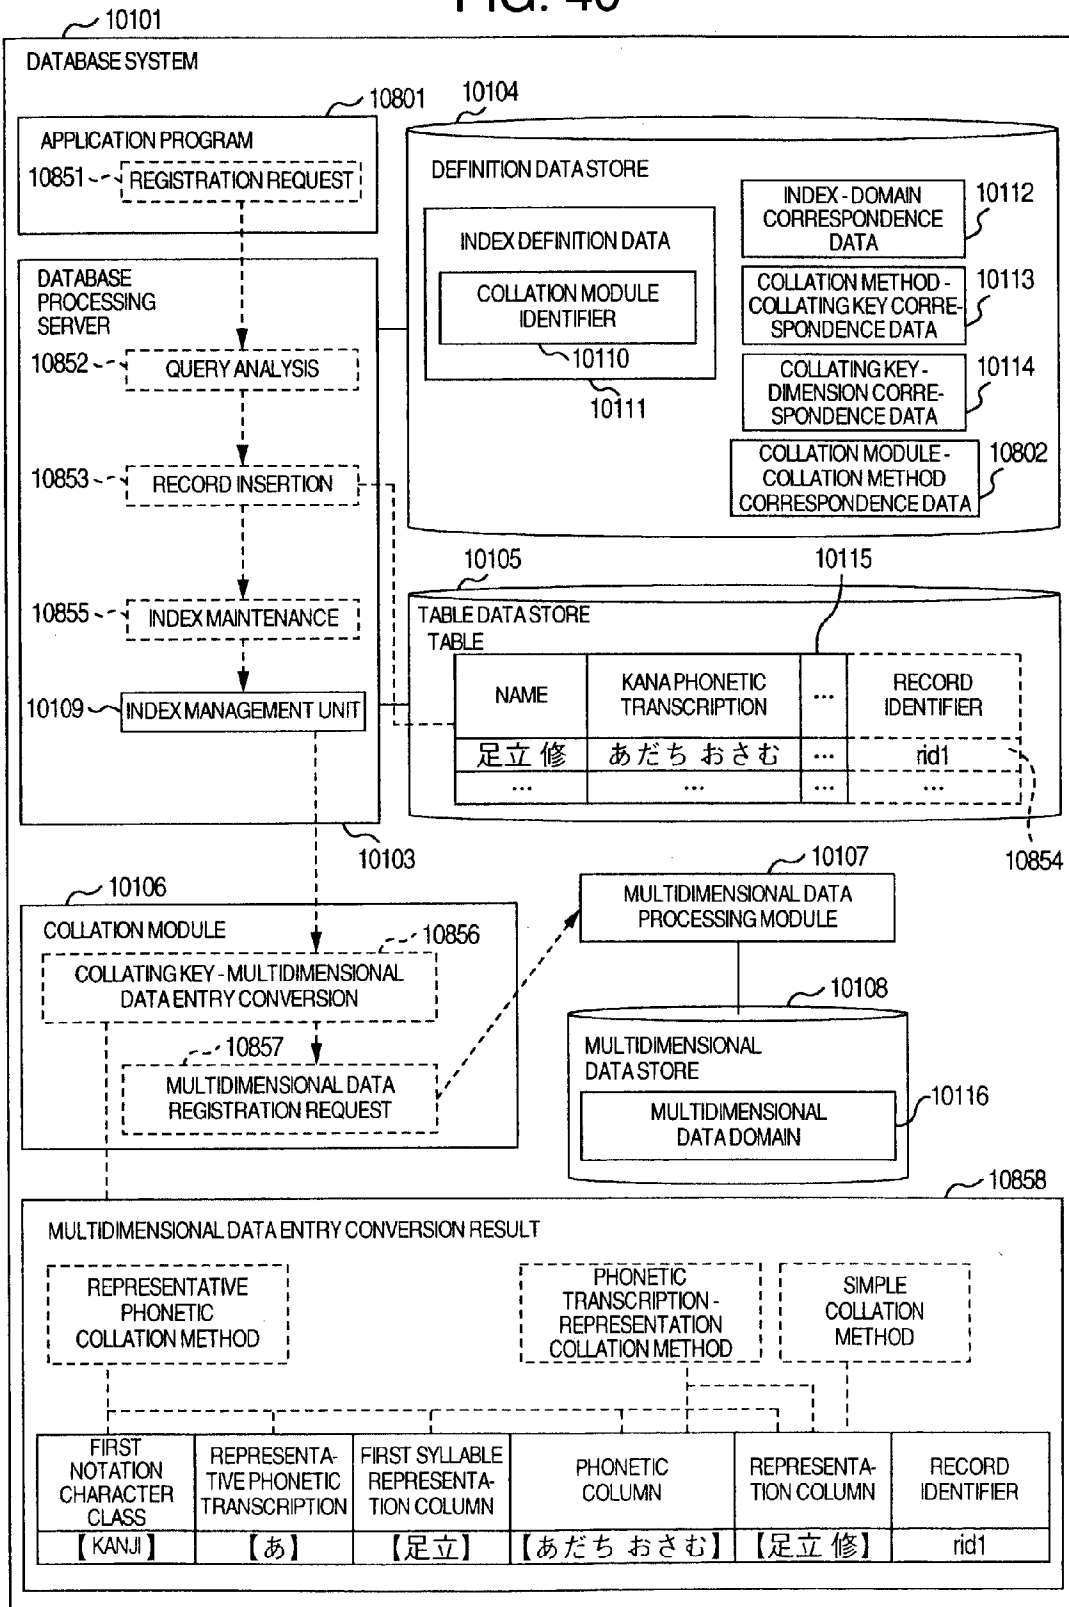 FIG. 40
10101
DATABASE SYSTEM
10801
APPLICATION PROGRAM
10851
REGISTRATION REQUEST
DATABASE
PROCESSING
SERVER
10852
QUERY ANALYSIS
10853
RECORD INSERTION
10855
INDEX MAINTENANCE
10109
INDEX MANAGEMENT UNIT
10103
10104
DEFINITION DATA STORE
INDEX DEFINITION DATA
COLLATION MODULE
IDENTIFIER
10110
10111
INDEX - DOMAIN
CORRESPONDENCE
DATA
10112
COLLATION METHOD -
COLLATING KEY CORRE-
SPONDENCE DATA
10113
COLLATING KEY -
DIMENSION CORRE-
SPONDENCE DATA
10114
COLLATION MODULE -
COLLATION METHOD
CORRESPONDENCE DATA
10802
10105
10115
TABLE DATA STORE
TABLE
NAME
KANA PHONETIC
TRANSCRIPTION
...
RECORD
IDENTIFIER
足立 修
あだち おさむ
...
rid1
...
...
...
...
10854
10106
COLLATION MODULE
10856
COLLATING KEY - MULTIDIMENSIONAL
DATA ENTRY CONVERSION
10857
MULTIDIMENSIONAL DATA
REGISTRATION REQUEST
10107
MULTIDIMENSIONAL DATA
PROCESSING MODULE
10108
MULTIDIMENSIONAL
DATA STORE
MULTIDIMENSIONAL
DATA DOMAIN
10116
10858
MULTIDIMENSIONAL DATA ENTRY CONVERSION RESULT
REPRESENTATIVE
PHONETIC
COLLATION METHOD
PHONETIC
TRANSCRIPTION -
REPRESENTATION
COLLATION METHOD
SIMPLE
COLLATION
METHOD
FIRST
NOTATION
CHARACTER
CLASS
REPRESENTA-
TIVE PHONETIC
TRANSCRIPTION
FIRST SYLLABLE
REPRESENTA-
TION COLUMN
PHONETIC
COLUMN
REPRESENTA-
TION COLUMN
RECORD
IDENTIFIER
【KANJI】
【あ】
【足立】
【あだち おさむ】
【足立 修】
rid1